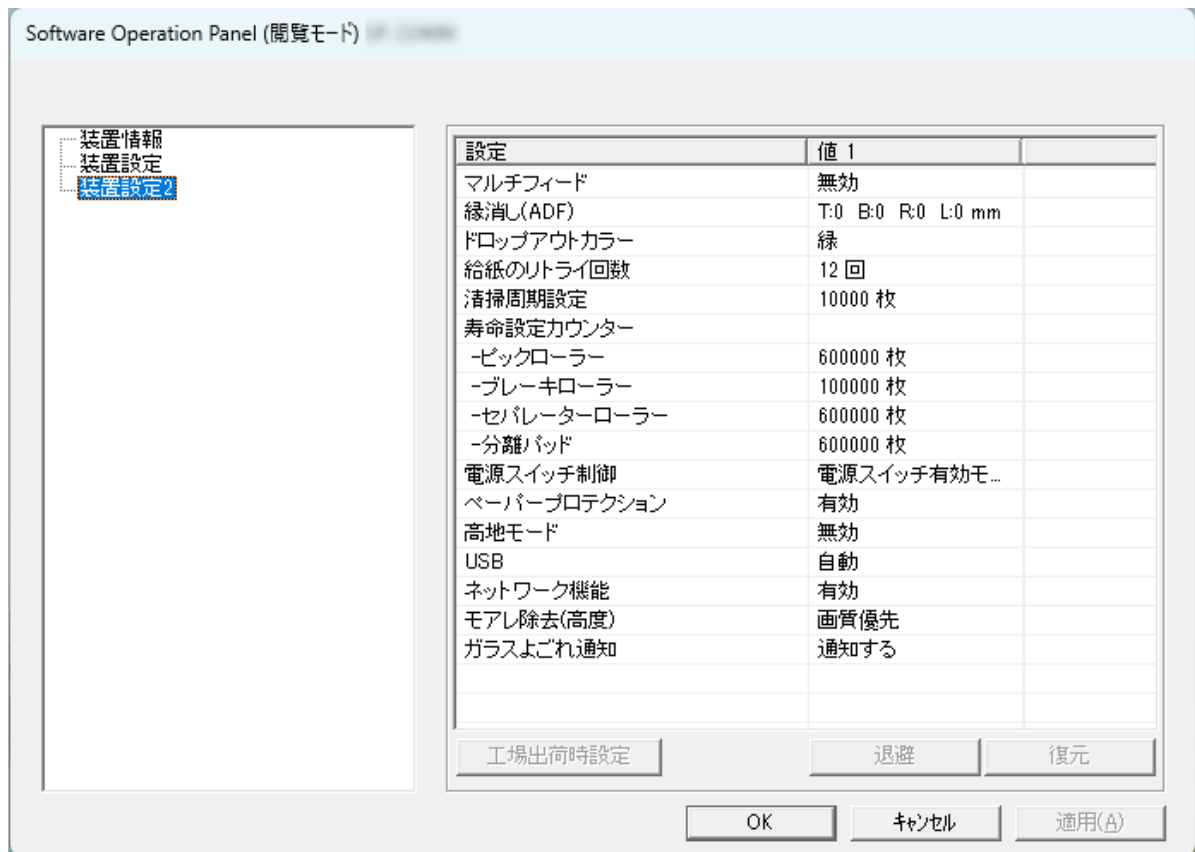 Software Operation Panel (閲覧モード)
装置情報
装置設定
装置設定2
設定 値 1
マルチフィード 無効
縁消し(ADF) T:0 B:0 R:0 L:0 mm
ドロップアウトカラー 緑
給紙のリトライ回数 12 回
清掃周期設定 10000 枚
寿命設定カウンター
-ピックローラー 600000 枚
-ブレーキローラー 100000 枚
-セパレーターローラー 600000 枚
-分離パッド 600000 枚
電源スイッチ制御 電源スイッチ有効モ...
ペーパープロテクション 有効
高地モード 無効
USB 自動
ネットワーク機能 有効
モアレ除去(高度) 画質優先
ガラスよごれ通知 通知する
工場出荷時設定 退避 復元
OK キャンセル 適用(A)